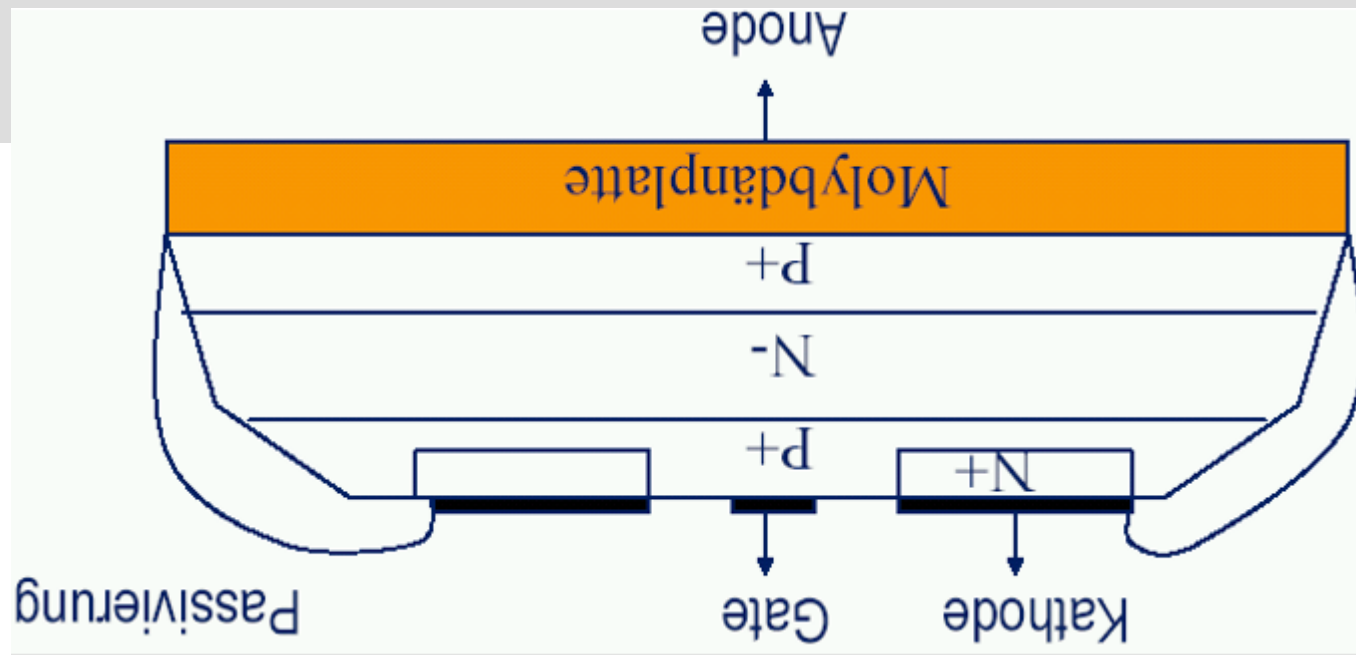 Kathode
Gate
Passivierung
N+
P+
N-
P+
Molybdänplatte
Anode